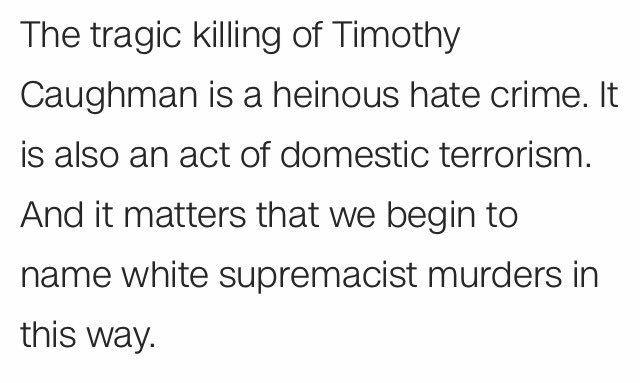 The tragic killing of Timothy
Caughman is a heinous hate crime. It
is also an act of domestic terrorism.
And it matters that we begin to
name white supremacist murders in
this way.